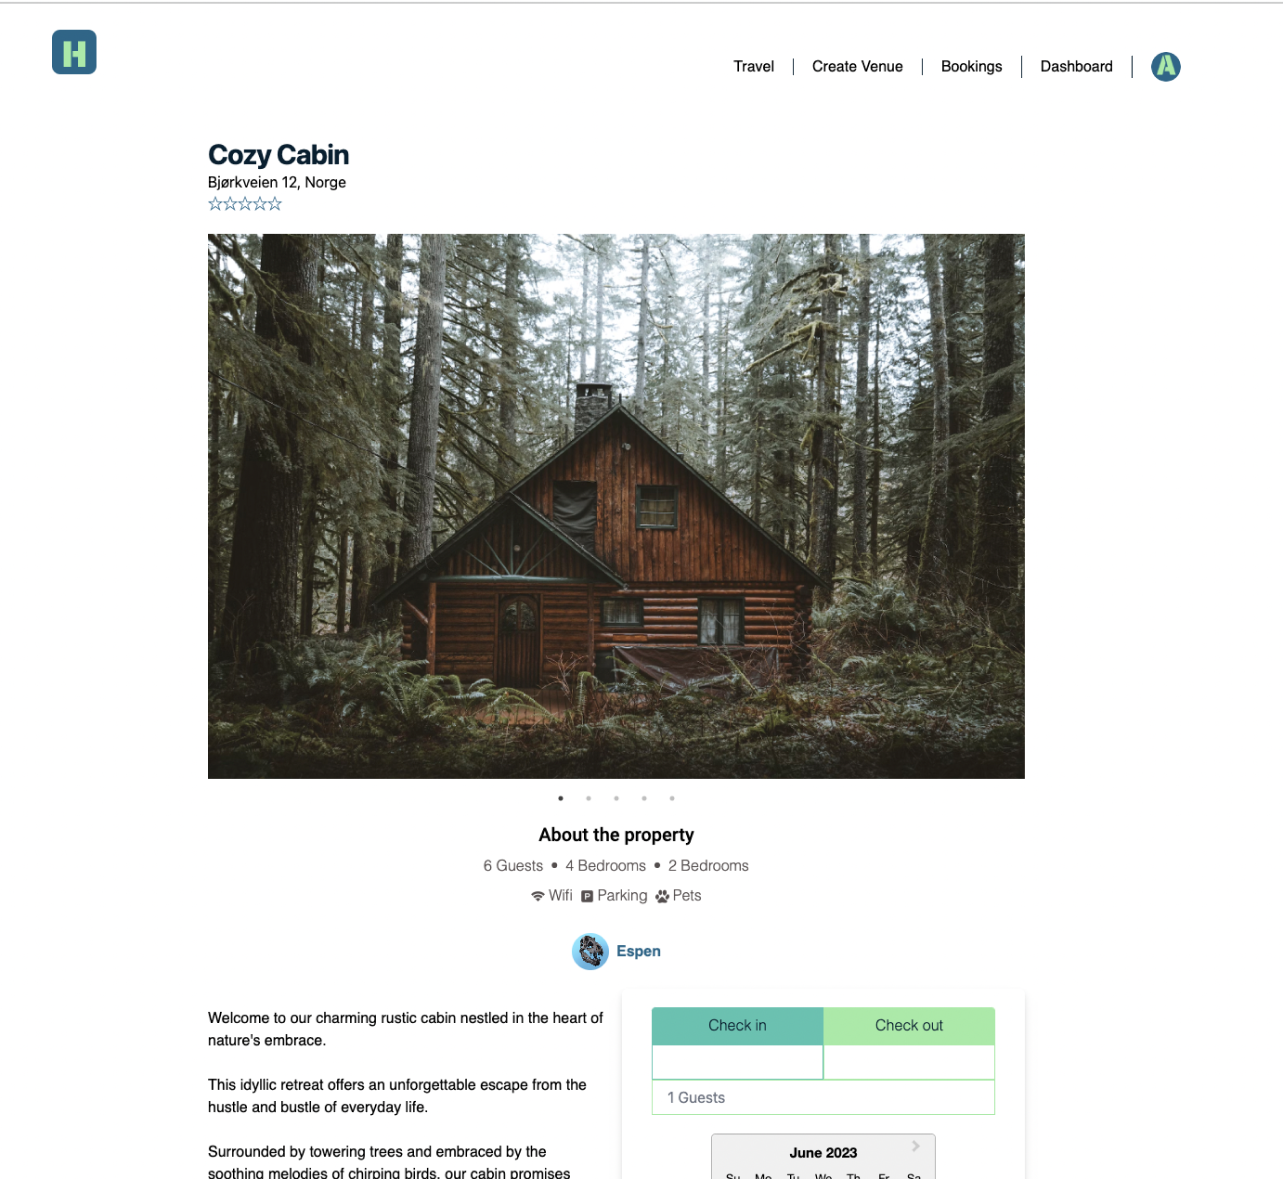 H
Travel | Create Venue | Bookings | Dashboard | A
Cozy Cabin
Bjørkveien 12, Norge
About the property
6 Guests • 4 Bedrooms • 2 Bedrooms
Wifi P Parking Pets
Espen
Welcome to our charming rustic cabin nestled in the heart of
nature's embrace.
This idyllic retreat offers an unforgettable escape from the
hustle and bustle of everyday life.
Surrounded by towering trees and embraced by the
soothing melodies of chirping birds, our cabin promises
Check in Check out
1 Guests
June 2023
Su Mo Tu We Th Fr Sa